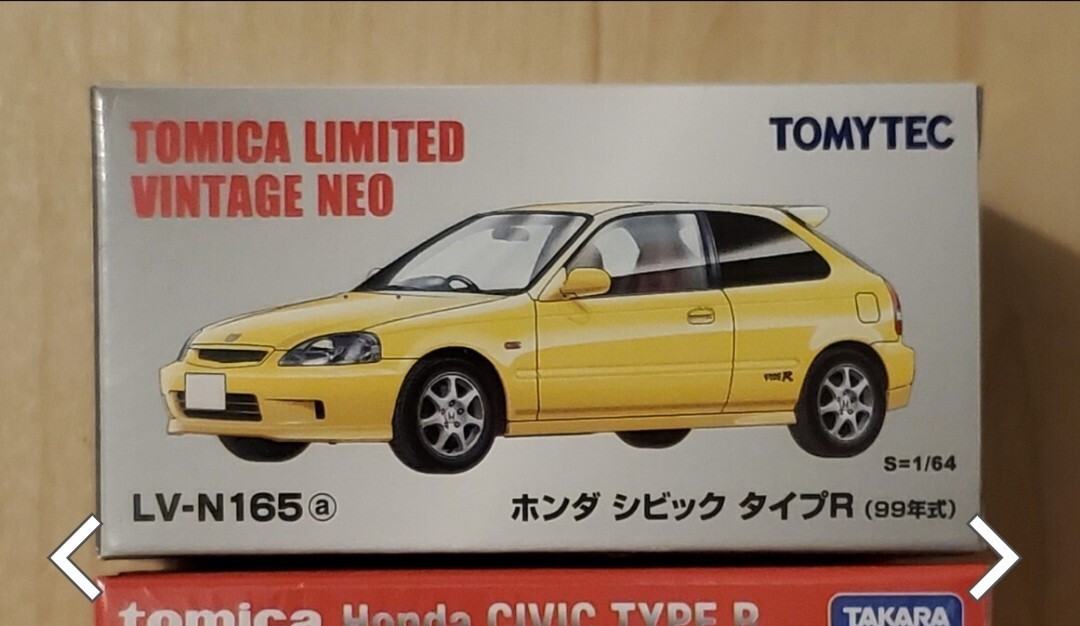 TOMICA LIMITED
VINTAGE NEO
TOMYTEC
TYPE R
S=1/64
LV-N165ⓐ
ホンダ シビック タイプR (99年式)
tomica Honda CIVIC TYPE R
TAKARA